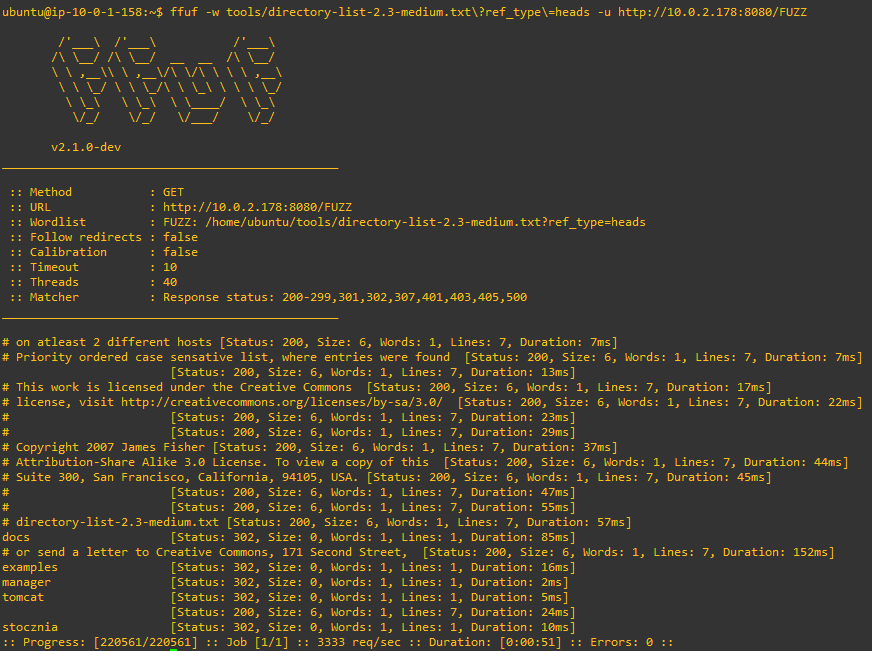 ubuntu@ip-10-0-1-158:~$ ffuf -w tools/directory-list-2.3-medium.txt\?ref_type\=heads -u http://10.0.2.178:8080/FUZZ
        /'___\  /'___\           /'___\
       /\ \__/ /\ \__/  __  __  /\ \__/
       \ \ ,__\\ \ ,__\/\ \/\ \ \ \ ,__\
        \ \ \_/ \ \ \_/\ \ \_\ \ \ \ \_/
         \ \_\   \ \_\  \ \____/  \ \_\
          \/_/    \/_/   \/___/    \/_/
       v2.1.0-dev
________________________________________________
 :: Method           : GET
 :: URL              : http://10.0.2.178:8080/FUZZ
 :: Wordlist         : FUZZ: /home/ubuntu/tools/directory-list-2.3-medium.txt?ref_type=heads
 :: Follow redirects : false
 :: Calibration      : false
 :: Timeout          : 10
 :: Threads          : 40
 :: Matcher          : Response status: 200-299,301,302,307,401,403,405,500
________________________________________________
# on atleast 2 different hosts [Status: 200, Size: 6, Words: 1, Lines: 7, Duration: 7ms]
# Priority ordered case sensative list, where entries were found  [Status: 200, Size: 6, Words: 1, Lines: 7, Duration: 7ms]
                        [Status: 200, Size: 6, Words: 1, Lines: 7, Duration: 13ms]
# This work is licensed under the Creative Commons  [Status: 200, Size: 6, Words: 1, Lines: 7, Duration: 17ms]
# license, visit http://creativecommons.org/licenses/by-sa/3.0/  [Status: 200, Size: 6, Words: 1, Lines: 7, Duration: 22ms]
#                       [Status: 200, Size: 6, Words: 1, Lines: 7, Duration: 23ms]
#                       [Status: 200, Size: 6, Words: 1, Lines: 7, Duration: 29ms]
# Copyright 2007 James Fisher [Status: 200, Size: 6, Words: 1, Lines: 7, Duration: 37ms]
# Attribution-Share Alike 3.0 License. To view a copy of this  [Status: 200, Size: 6, Words: 1, Lines: 7, Duration: 44ms]
# Suite 300, San Francisco, California, 94105, USA. [Status: 200, Size: 6, Words: 1, Lines: 7, Duration: 45ms]
#                       [Status: 200, Size: 6, Words: 1, Lines: 7, Duration: 47ms]
#                       [Status: 200, Size: 6, Words: 1, Lines: 7, Duration: 55ms]
# directory-list-2.3-medium.txt [Status: 200, Size: 6, Words: 1, Lines: 7, Duration: 57ms]
docs                    [Status: 302, Size: 0, Words: 1, Lines: 1, Duration: 85ms]
# or send a letter to Creative Commons, 171 Second Street,  [Status: 200, Size: 6, Words: 1, Lines: 7, Duration: 152ms]
examples                [Status: 302, Size: 0, Words: 1, Lines: 1, Duration: 16ms]
manager                 [Status: 302, Size: 0, Words: 1, Lines: 1, Duration: 2ms]
tomcat                  [Status: 302, Size: 0, Words: 1, Lines: 1, Duration: 5ms]
                        [Status: 200, Size: 6, Words: 1, Lines: 7, Duration: 24ms]
stocznia                [Status: 302, Size: 0, Words: 1, Lines: 1, Duration: 10ms]
:: Progress: [220561/220561] :: Job [1/1] :: 3333 req/sec :: Duration: [0:00:51] :: Errors: 0 ::